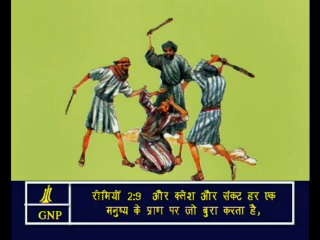 रोमियों 2:9 और क्लेश और संकट हर एक
मनुष्य के प्राण पर जो बुरा करता है,
GNP